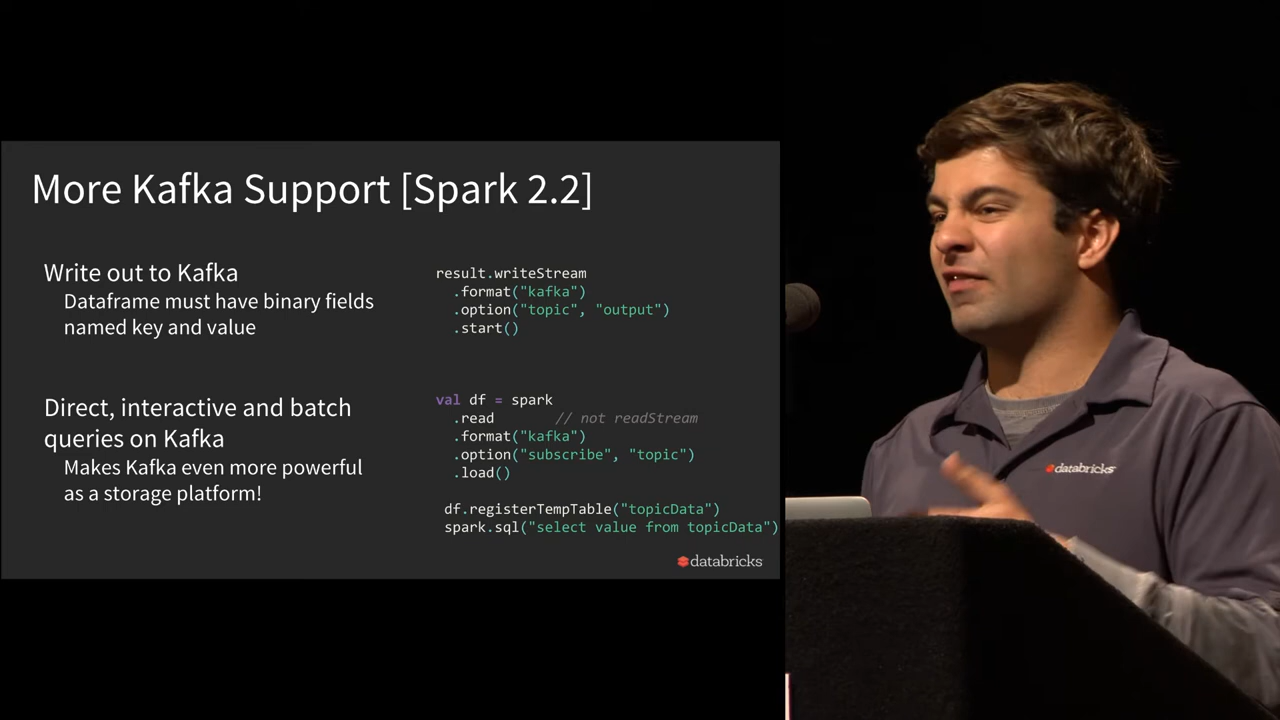 More Kafka Support [Spark 2.2]
Write out to Kafka
Dataframe must have binary fields
named key and value
result.writeStream
.format("kafka")
.option("topic", "output")
.start()
Direct, interactive and batch
queries on Kafka
Makes Kafka even more powerful
as a storage platform!
val df = spark
.read // not readStream
.format("kafka")
.option("subscribe", "topic")
.load()
df.registerTempTable("topicData")
spark.sql("select value from topicData")
databricks
databricks